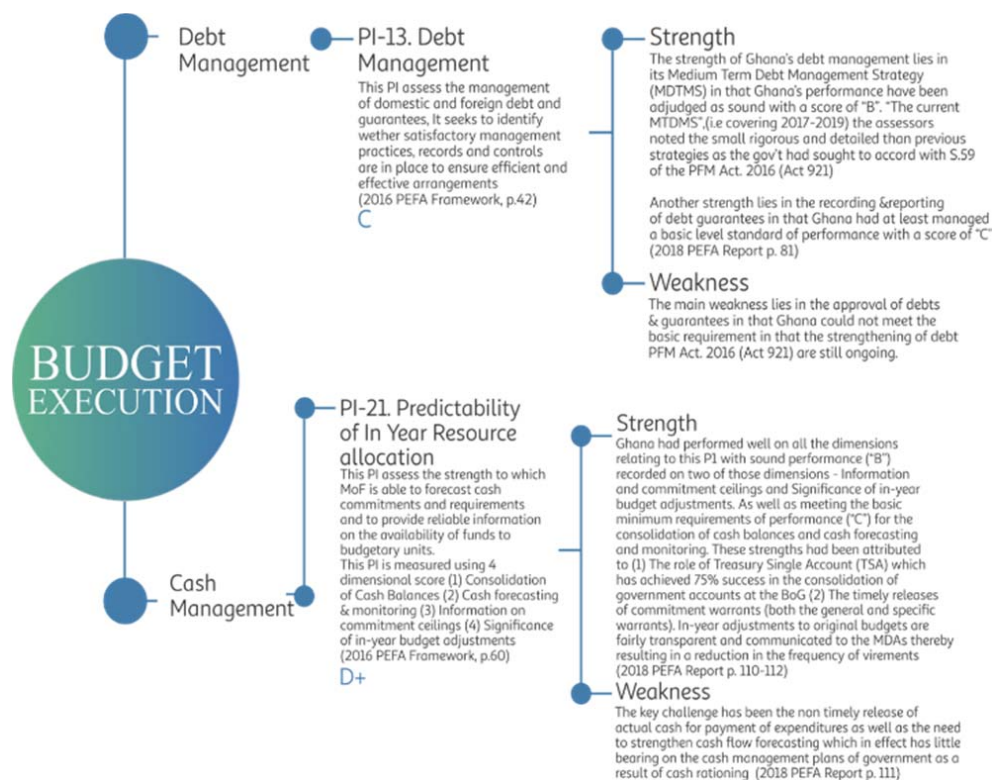 BUDGET
EXECUTION
Debt
Management
PI-13. Debt
Management
This PI assess the management
of domestic and foreign debt and
guarantees, It seeks to identify
wether satisfactory management
practices, records and controls
are in place to ensure efficient and
effective arrangements
(2016 PEFA Framework, p.42)
C
Strength
The strength of Ghana's debt management lies in
its Medium Term Debt Management Strategy
(MDTMS) in that Ghana's performance have been
adjudged as sound with a score of "B". "The current
MTDMS",(i.e covering 2017-2019) the assessors
noted the small rigorous and detailed than previous
strategies as the gov't had sought to accord with S.59
of the PFM Act. 2016 (Act 921)
Another strength lies in the recording &reporting
of debt guarantees in that Ghana had at least managed
a basic level standard of performance with a score of "C"
(2018 PEFA Report p. 81)
Weakness
The main weakness lies in the approval of debts
& guarantees in that Ghana could not meet the
basic requirement in that the strengthening of debt
PFM Act. 2016 (Act 921) are still ongoing.
Cash
Management
PI-21. Predictability
of In Year Resource
allocation
This PI assess the strength to which
MoF is able to forecast cash
commitments and requirements
and to provide reliable information
on the availability of funds to
budgetary units.
This PI is measured using 4
dimensional score (1) Consolidation
of Cash Balances (2) Cash forecasting
& monitoring (3) Information on
commitment ceilings (4) Significance
of in-year budget adjustments
(2016 PEFA Framework, p.60)
D+
Strength
Ghana had performed well on all the dimensions
relating to this P1 with sound performance ("B")
recorded on two of those dimensions - Information
and commitment ceilings and Significance of in-year
budget adjustments. As well as meeting the basic
minimum requirements of performance ("C") for the
consolidation of cash balances and cash forecasting
and monitoring. These strengths had been attributed
to (1) The role of Treasury Single Account (TSA) which
has achieved 75% success in the consolidation of
government accounts at the BoG (2) The timely releases
of commitment warrants (both the general and specific
warrants). In-year adjustments to original budgets are
fairly transparent and communicated to the MDAs thereby
resulting in a reduction in the frequency of virements
(2018 PEFA Report p. 110-112)
Weakness
The key challenge has been the non timely release of
actual cash for payment of expenditures as well as the need
to strengthen cash flow forecasting which in effect has little
bearing on the cash management plans of government as a
result of cash rationing (2018 PEFA Report p. 111)